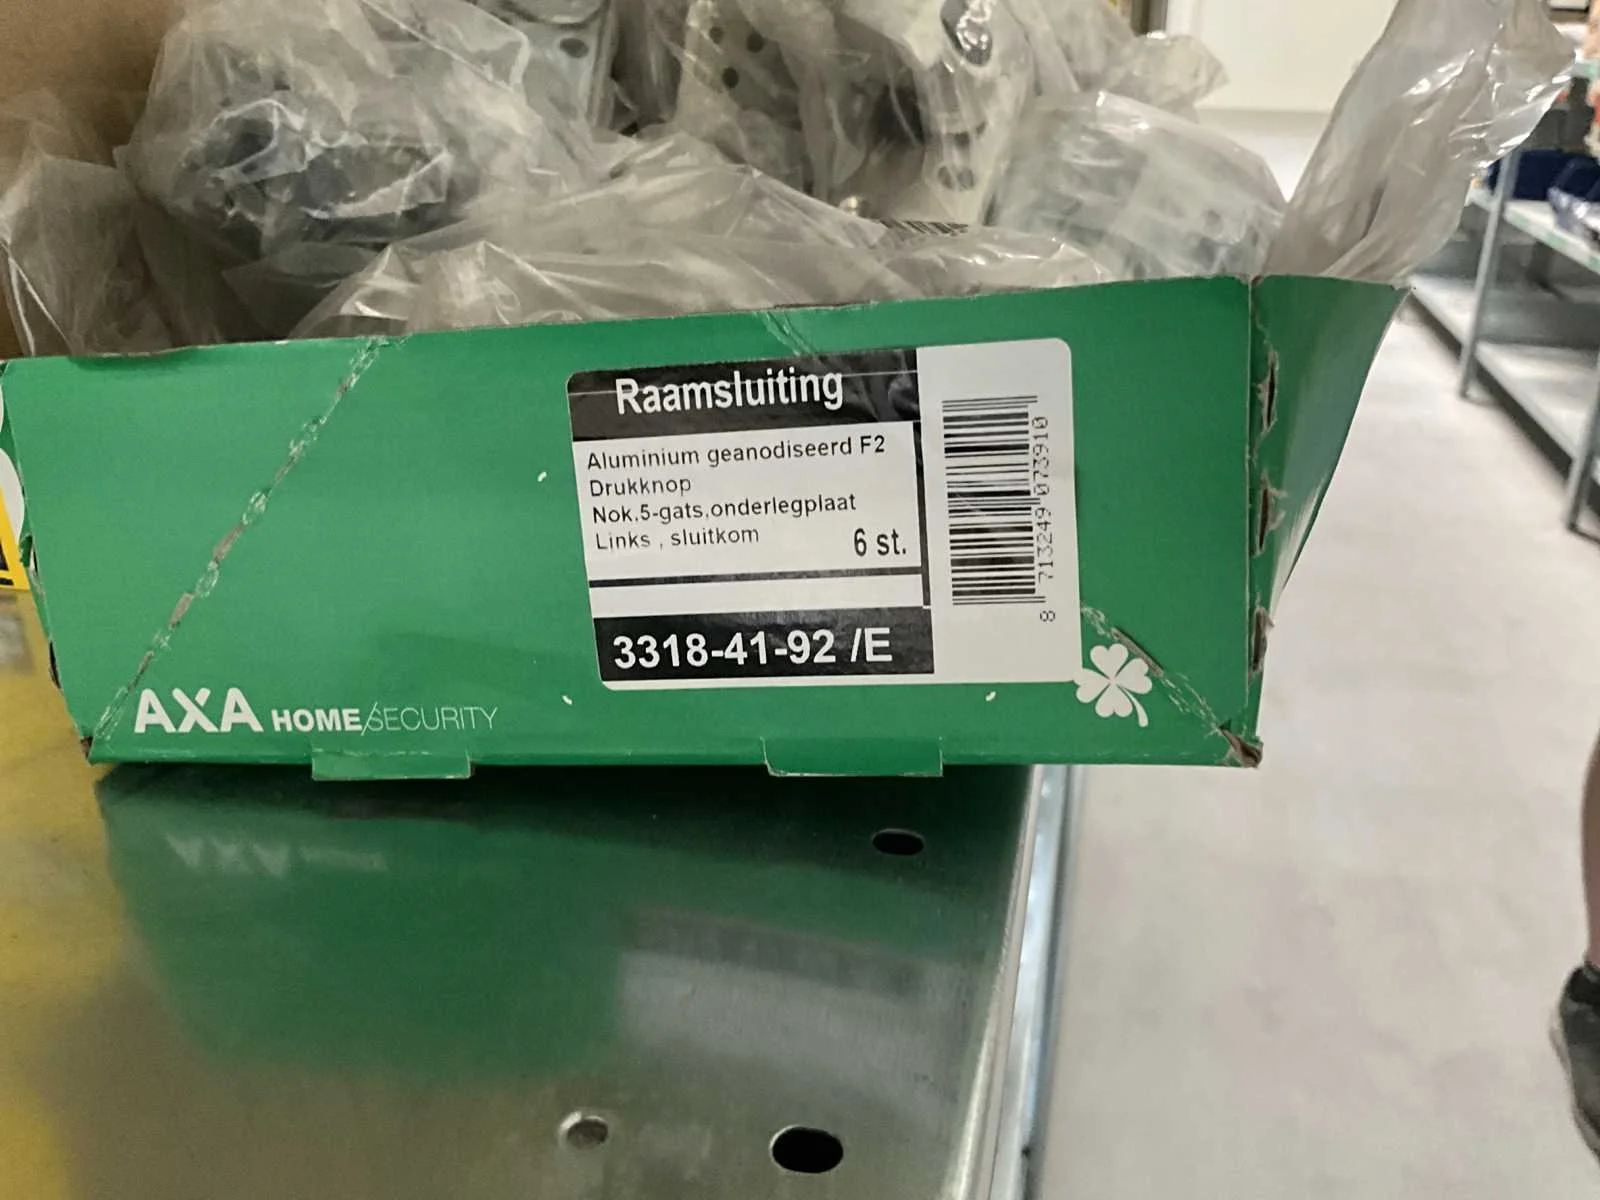 Raamsluiting
Aluminium geanodiseerd F2
Drukknop
Nok.5-gats,onderlegplaat
Links , sluitkom
6 st.
3318-41-92 /E
8 713249 073910
AXA HOME/SECURITY